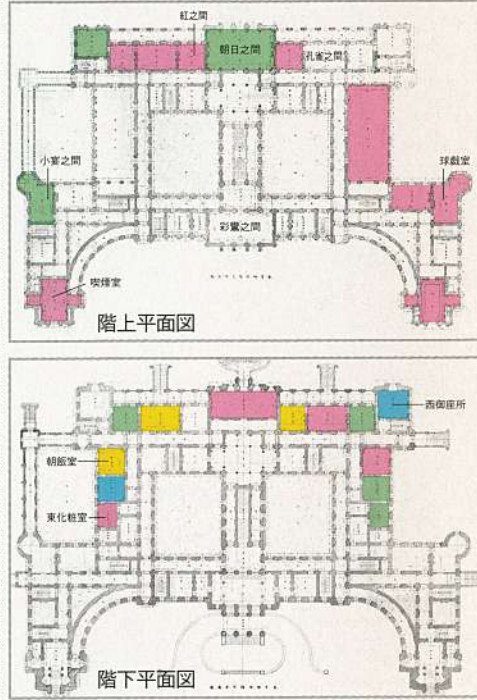 紅之間
朝日之間
孔雀之間
小宴之間
球戯室
彩鸞之間
喫煙室
階上平面図
西御座所
朝飯室
東化粧室
階下平面図